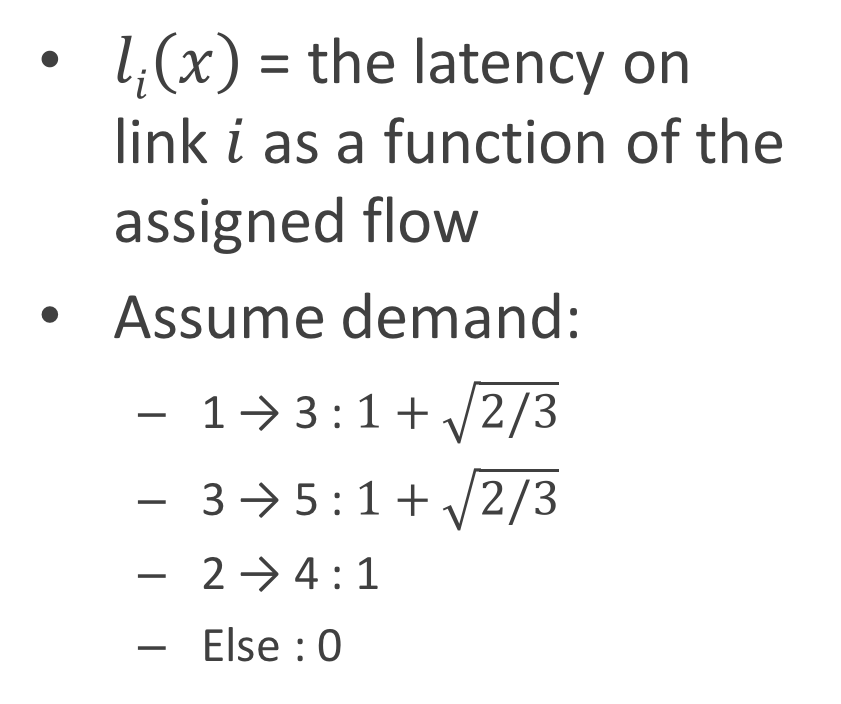 • lᵢ(x) = the latency on
link i as a function of the
assigned flow
• Assume demand:
– 1 → 3 : 1 + √2/3
– 3 → 5 : 1 + √2/3
– 2 → 4 : 1
– Else : 0